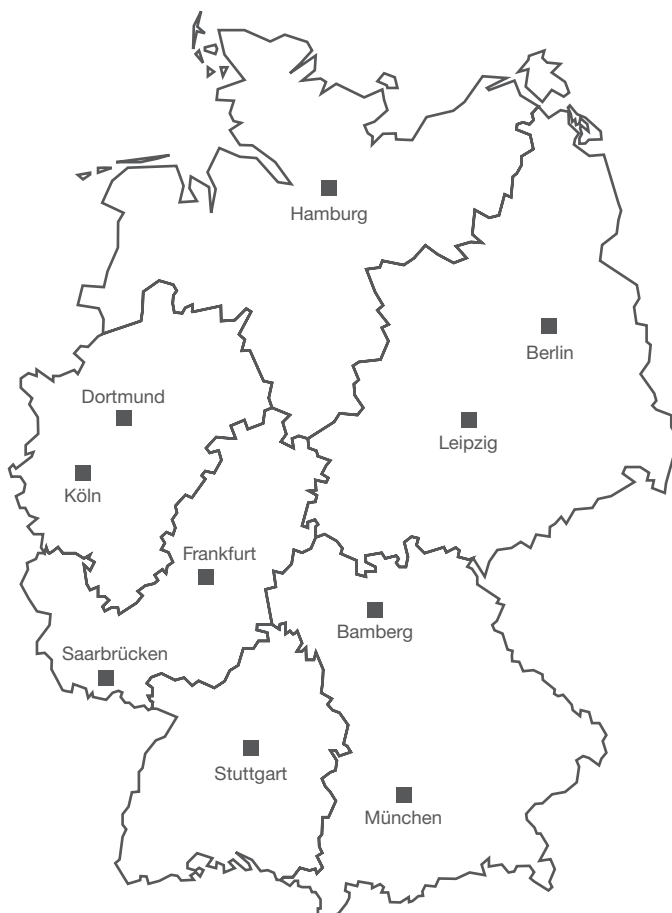 Hamburg
Berlin
Dortmund
Leipzig
Köln
Frankfurt
Bamberg
Saarbrücken
Stuttgart
München